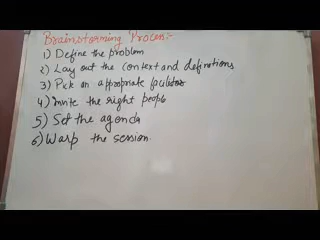 Brainstorming Process:-
1) Define the problem
2) Lay out the context and definitions
3) Pick an appropriate facilitator
4) Invite the right people
5) Set the agenda
6) Warp the session.